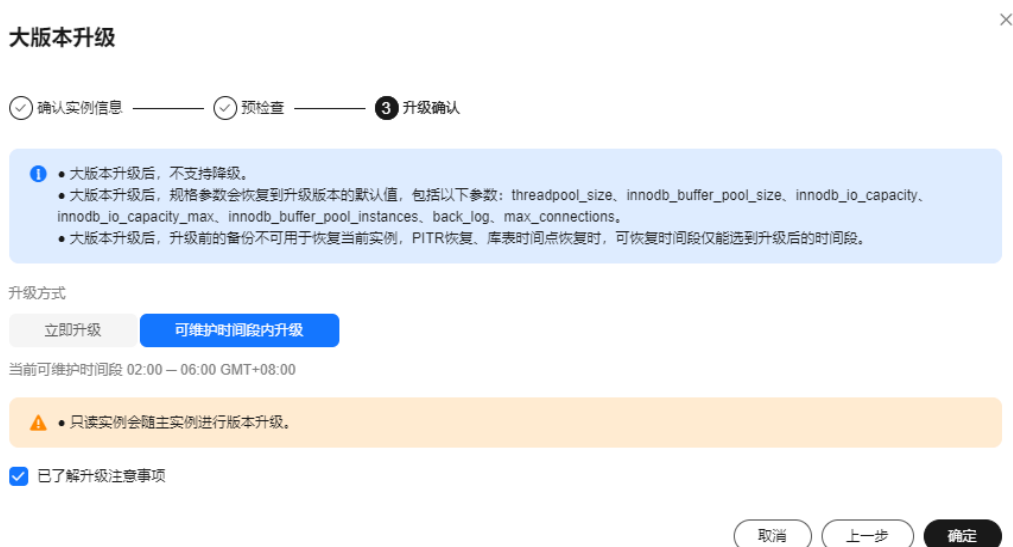 大版本升级
确认实例信息 预检查 3 升级确认
● 大版本升级后，不支持降级。
● 大版本升级后，规格参数会恢复到升级版本的默认值，包括以下参数：threadpool_size、innodb_buffer_pool_size、innodb_io_capacity、
innodb_io_capacity_max、innodb_buffer_pool_instances、back_log、max_connections。
● 大版本升级后，升级前的备份不可用于恢复当前实例，PITR恢复、库表时间点恢复时，可恢复时间段仅能选到升级后的时间段。
升级方式
立即升级 可维护时间段内升级
当前可维护时间段 02:00 — 06:00 GMT+08:00
● 只读实例会随主实例进行版本升级。
已了解升级注意事项
取消 上一步 确定